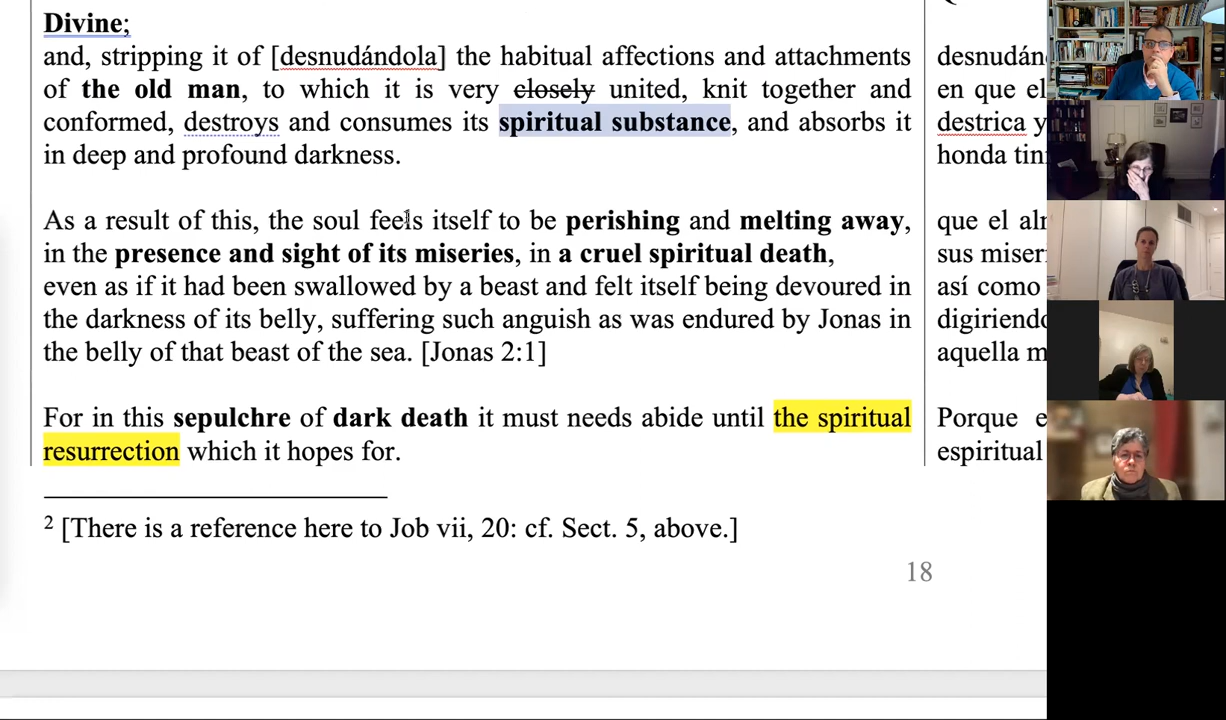 Divine;
and, stripping it of [desnudándola] the habitual affections and attachments
of the old man, to which it is very closely united, knit together and
conformed, destroys and consumes its spiritual substance, and absorbs it
in deep and profound darkness.
As a result of this, the soul feels itself to be perishing and melting away,
in the presence and sight of its miseries, in a cruel spiritual death,
even as if it had been swallowed by a beast and felt itself being devoured in
the darkness of its belly, suffering such anguish as was endured by Jonas in
the belly of that beast of the sea. [Jonas 2:1]
For in this sepulchre of dark death it must needs abide until the spiritual
resurrection which it hopes for.
2 [There is a reference here to Job vii, 20: cf. Sect. 5, above.]
18
desnudán
en que el
destrica y
honda tin
que el al
sus miser
así como
digiriend
aquella m
Porque e
espiritual